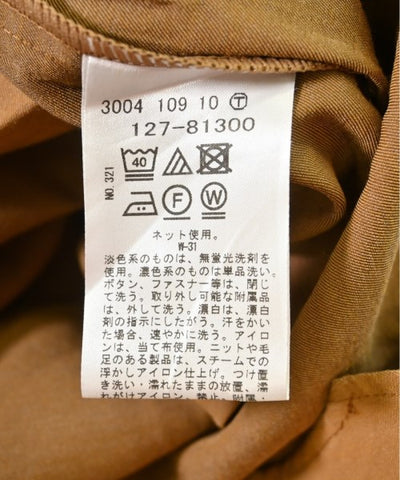 3004 109 10 Ⓣ
127-81300
NO.321
40
F
W
ネット使用。
W-31
淡色系のものは、無蛍光洗剤を
使用。濃色系のものは単品洗い。
ボタン、ファスナー等は、閉じ
て洗う。取り外し可能な附属品
は、外して洗う。漂白は、漂白
剤の指示にしたがう。汗をかい
た場合、速やかに洗う。アイロ
ンは、当て布使用。ニットや毛
足のある製品は、スチームでの
浮かしアイロン仕上げ。つけ置
き洗い・濡れたままの放置、濡
れがけアイロン、禁止。附属・